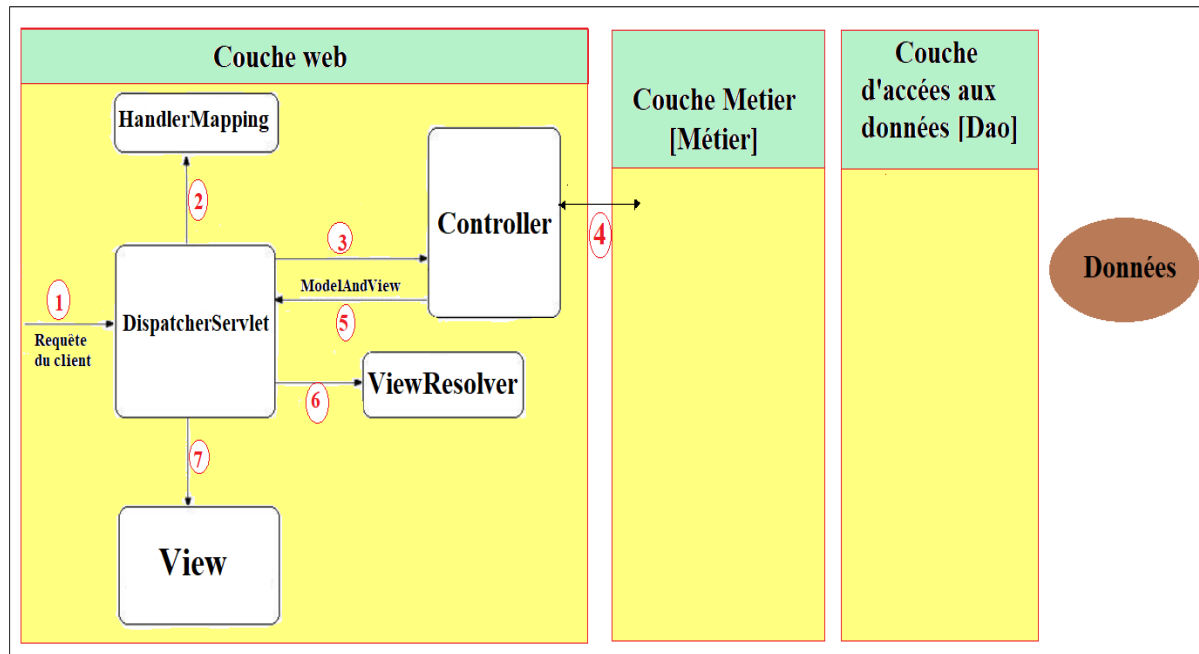 Couche web
HandlerMapping
2
Controller
3
ModelAndView
5
4
1
Requête
du client
DispatcherServlet
ViewResolver
6
7
View
Couche Metier
[Métier]
Couche
d'accées aux
données [Dao]
Données